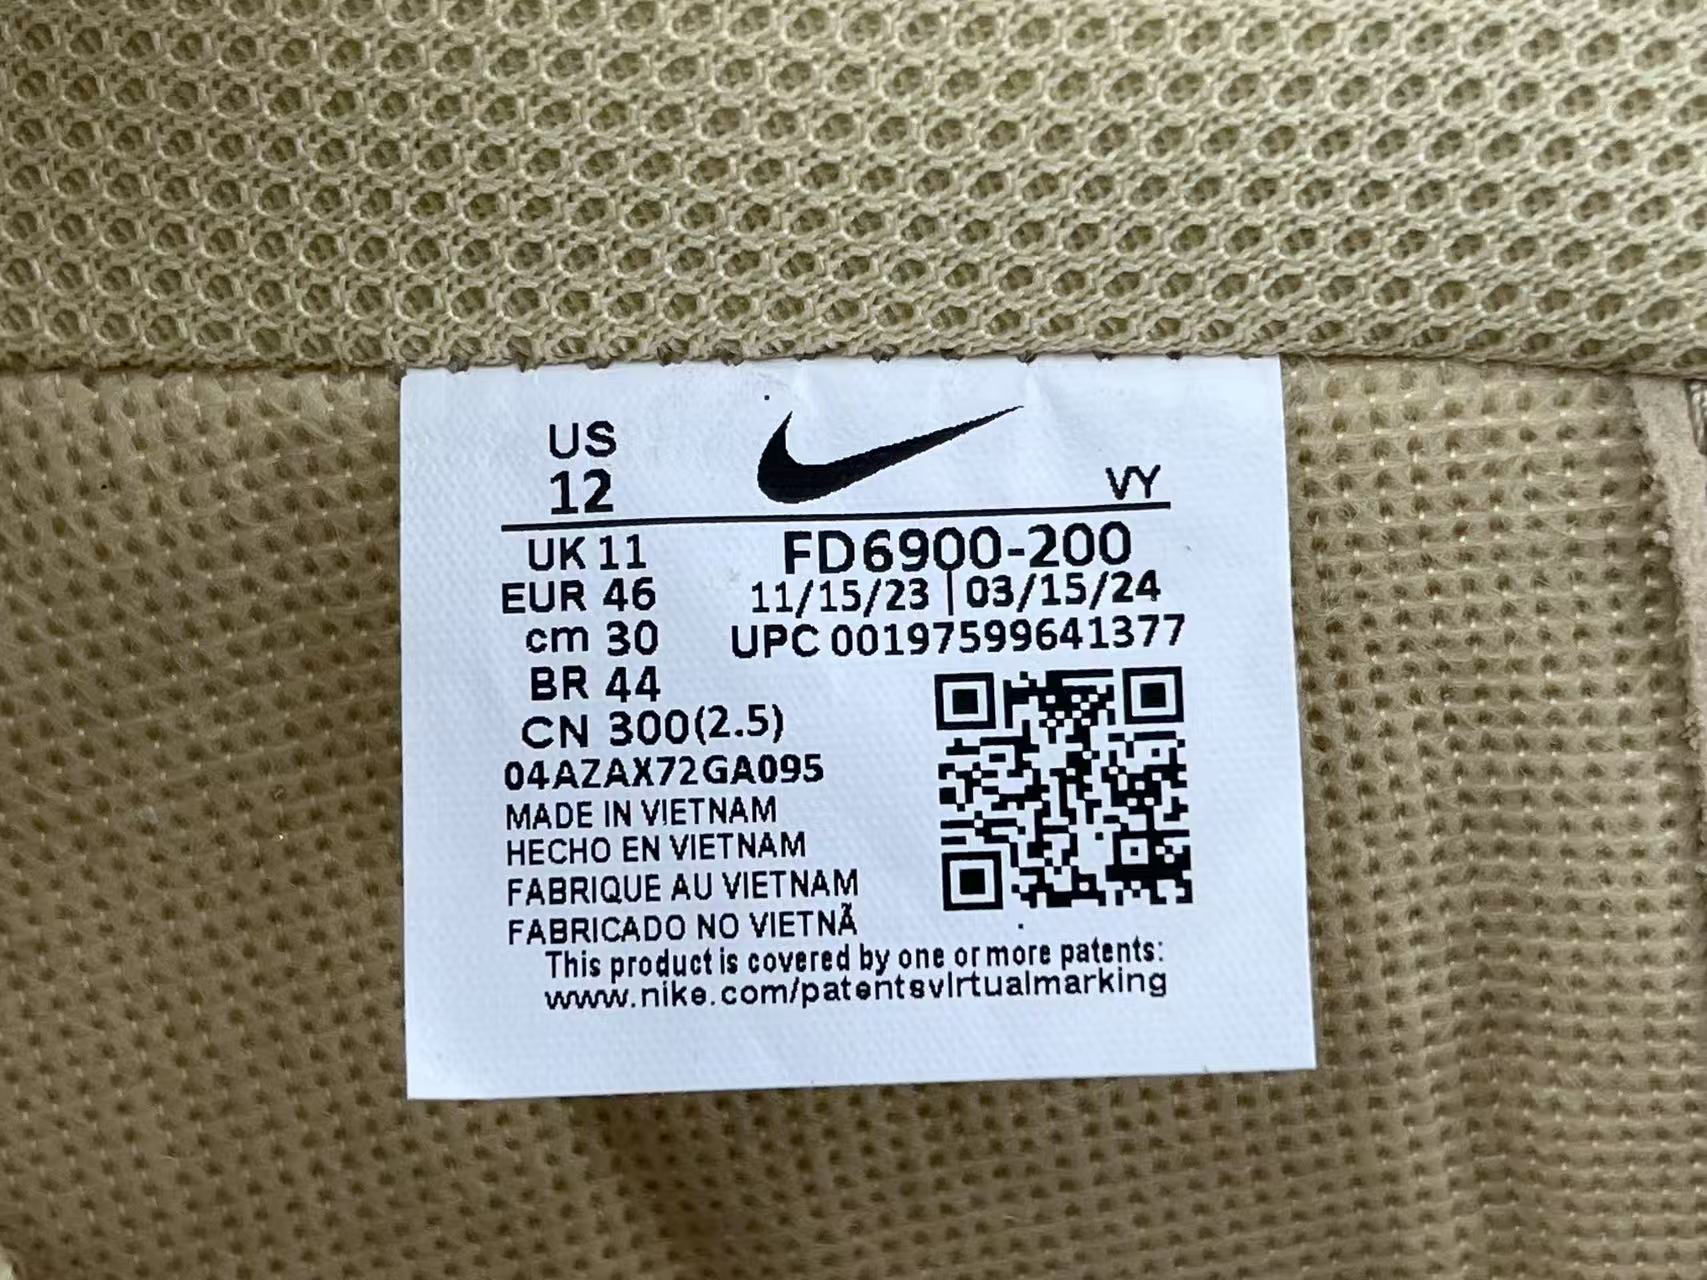 US
12
VY
UK 11
FD6900-200
EUR 46
11/15/23 | 03/15/24
cm 30
UPC 00197599641377
BR 44
CN 300(2.5)
04AZAX72GA095
MADE IN VIETNAM
HECHO EN VIETNAM
FABRIQUE AU VIETNAM
FABRICADO NO VIETNÃ
This product is covered by one or more patents:
www.nike.com/patentsvirtualmarking